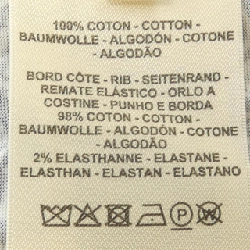 100% COTON - COTTON -
BAUMWOLLE - ALGODÓN - COTONE
- ALGODÃO
BORD CÔTE - RIB - SEITENRAND -
REMATE ELÁSTICO - ORLO A
COSTINE - PUNHO E BORDA
98% COTON - COTTON -
BAUMWOLLE - ALGODÓN - COTONE
- ALGODÃO
2% ELASTHANNE - ELASTANE -
ELASTHAN - ELASTAN - ELASTANO
P